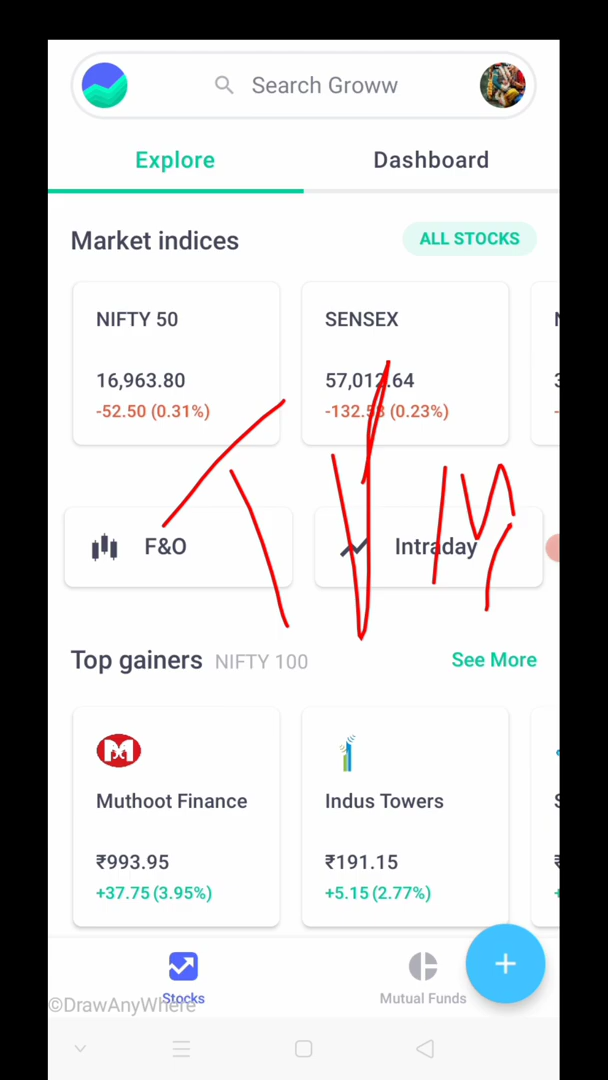 Search Groww
Explore Dashboard
Market indices ALL STOCKS
NIFTY 50 SENSEX
16,963.80 57,012.64
-52.50 (0.31%) (0.23%)
F&O Intraday
Top gainers NIFTY 100 See More
Muthoot Finance Indus Towers
₹993.95 ₹191.15
+37.75 (3.95%) +5.15 (2.77%)
Stocks Mutual Funds
©DrawAnyWhere